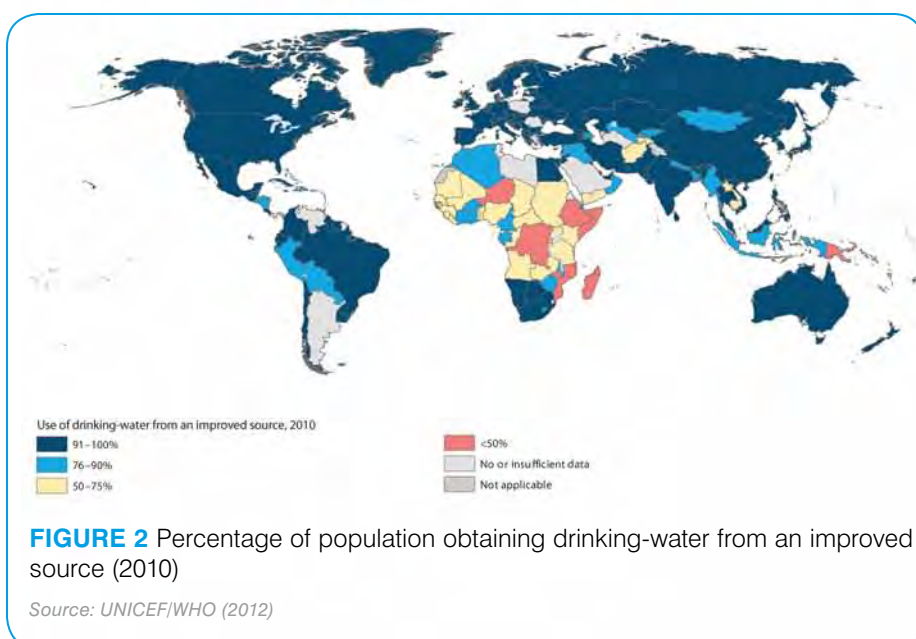 Use of drinking-water from an improved source, 2010
91–100%
76–90%
50–75%
<50%
No or insufficient data
Not applicable
FIGURE 2 Percentage of population obtaining drinking-water from an improved
source (2010)
Source: UNICEF/WHO (2012)